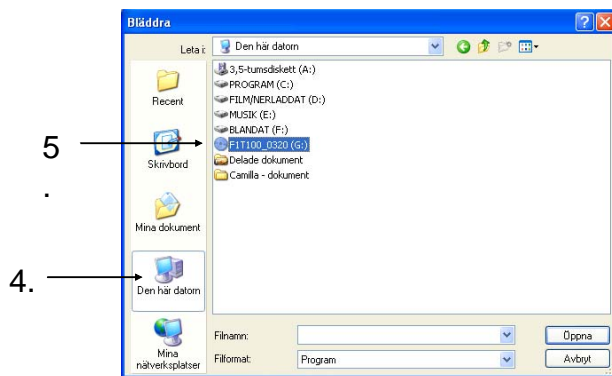 Bläddra
Leta i:
Den här datorn
Recent
Skrivbord
Mina dokument
Den här datorn
Mina
nätverksplatser
3,5-tumsdiskett (A:)
PROGRAM (C:)
FILM/NERLADDAT (D:)
MUSIK (E:)
BLANDAT (F:)
F1T100_0320 (G:)
Delade dokument
Camilla - dokument
Filnamn:
Filformat:
Program
Öppna
Avbryt
5
.
4.